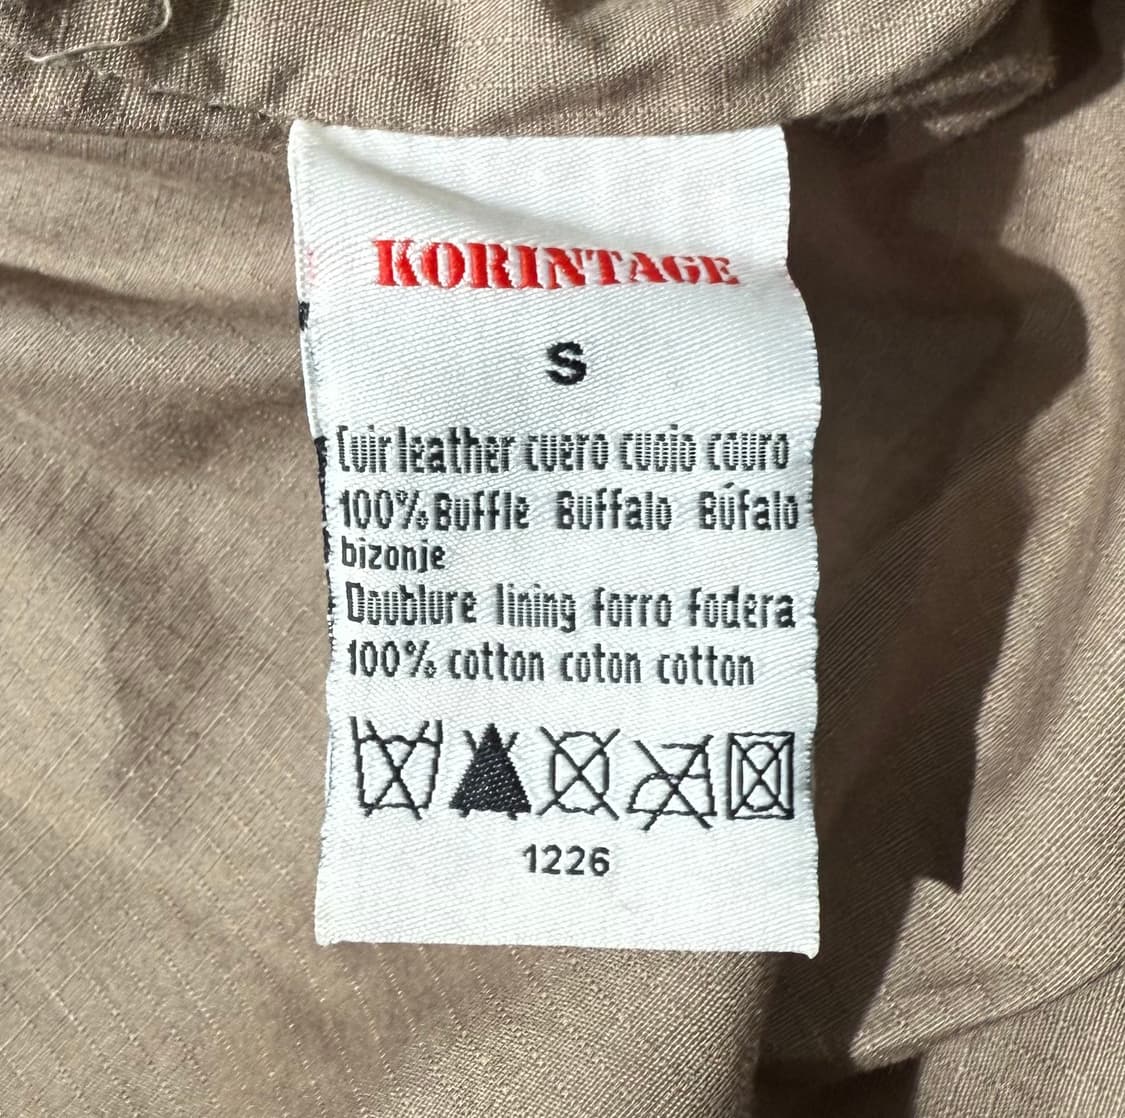 KORINTAGE
S
Cuir leather cuero cuoio couro
100% Buffle Buffalo Búfalo
bizonje
Doublure lining forro fodera
100% cotton coton cotton
1226